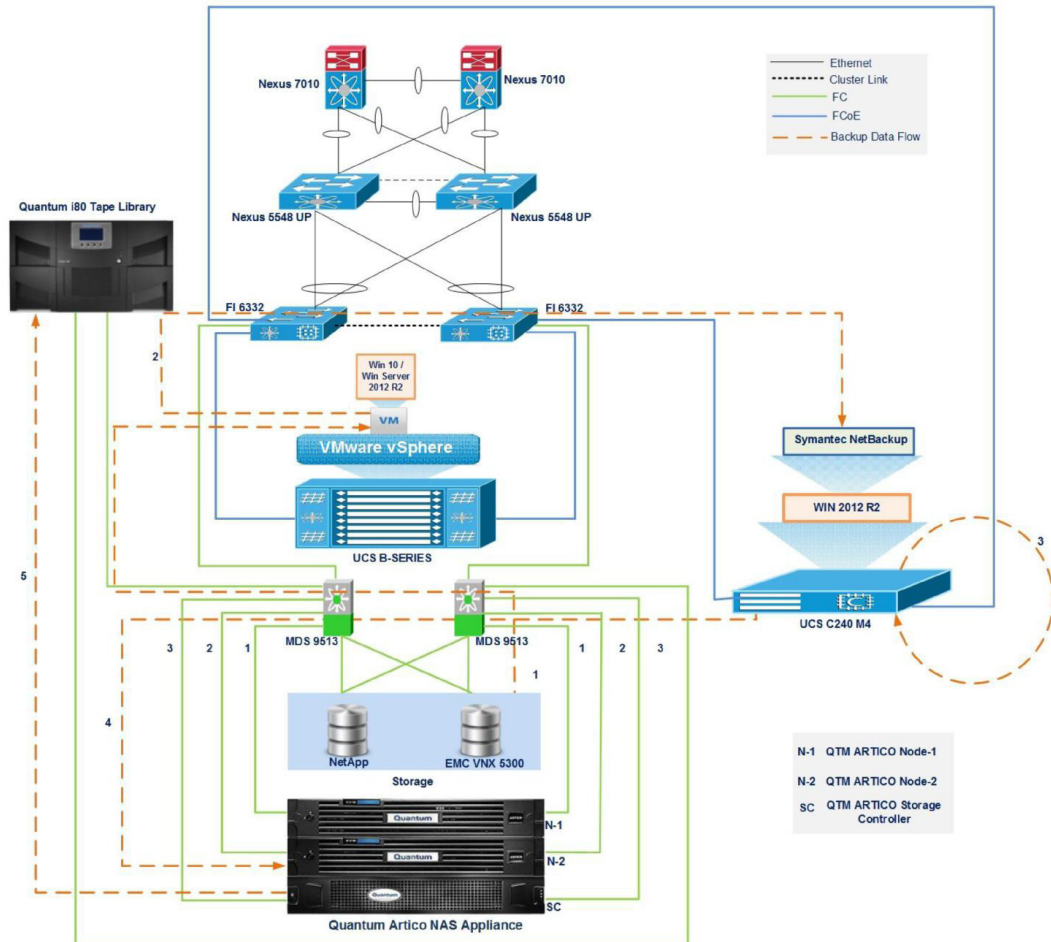 Nexus 7010
Nexus 7010
Ethernet
Cluster Link
FC
FCoE
Backup Data Flow
Quantum i80 Tape Library
Nexus 5548 UP
Nexus 5548 UP
FI 6332
FI 6332
2
Win 10 /
Win Server
2012 R2
VM
VMware vSphere
Symantec NetBackup
WIN 2012 R2
UCS B-SERIES
3
5
UCS C240 M4
MDS 9513
MDS 9513
3
2
1
1
2
3
1
4
NetApp
EMC VNX 5300
Storage
Quantum
N-1
Quantum
N-2
Quantum
SC
Quantum Artico NAS Appliance
N-1 QTM ARTICO Node-1
N-2 QTM ARTICO Node-2
SC QTM ARTICO Storage
Controller